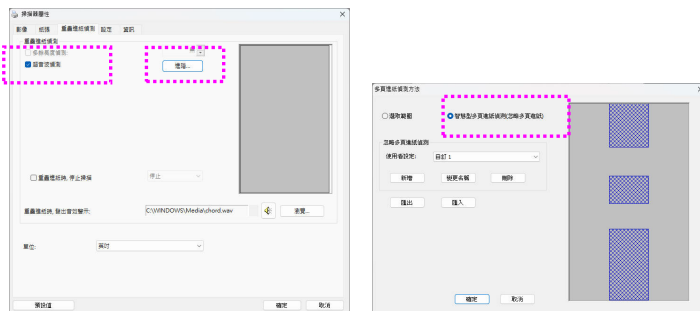 掃描器屬性
影像 紙張 重疊進紙偵測 設定 資訊
重疊進紙偵測
多餘長度偵測:
超音波偵測
進階...
重疊進紙時, 停止掃描
停止
重疊進紙時, 發出音效警示:
C:\WINDOWS\Media\chord.wav
瀏覽...
單位:
英吋
預設值
確定
取消
多頁進紙偵測方法
選取範圍
智慧型多頁進紙偵測(忽略多頁進紙)
忽略多頁進紙偵測
使用者設定:
自訂 1
新增
變更名稱
刪除
匯出
匯入
確定
取消